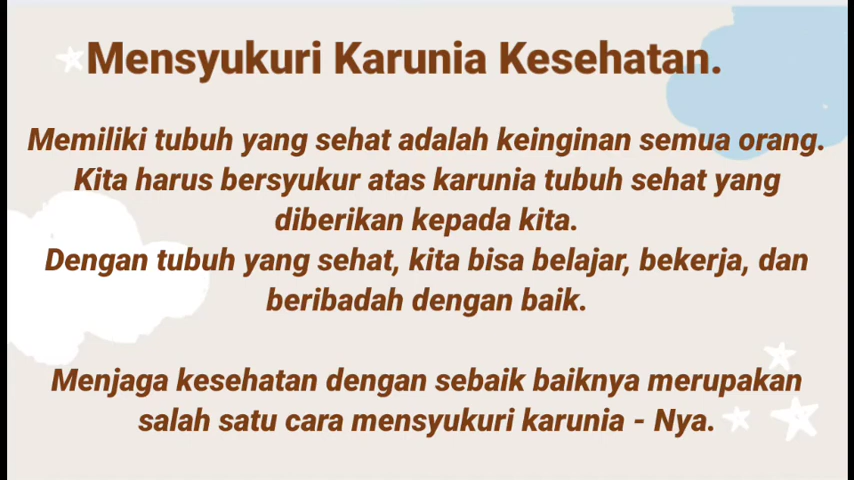 Mensyukuri Karunia Kesehatan.
Memiliki tubuh yang sehat adalah keinginan semua orang.
Kita harus bersyukur atas karunia tubuh sehat yang
diberikan kepada kita.
Dengan tubuh yang sehat, kita bisa belajar, bekerja, dan
beribadah dengan baik.
Menjaga kesehatan dengan sebaik baiknya merupakan
salah satu cara mensyukuri karunia - Nya.